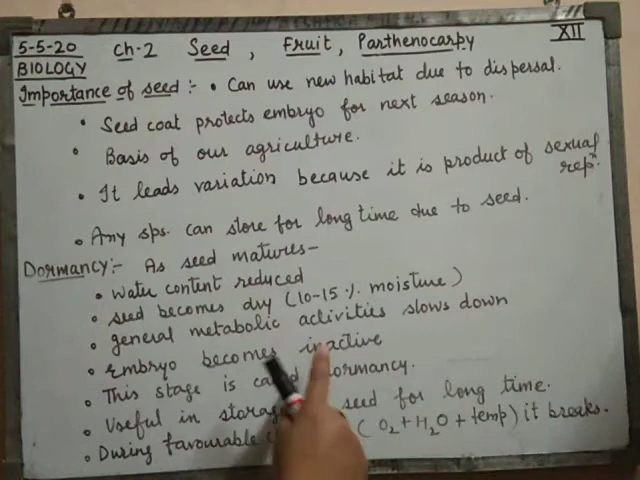 5-5-20 Ch-2 Seed, Fruit, Parthenocarpy XII
BIOLOGY
Importance of seed :- • Can use new habitat due to dispersal.
• Seed coat protects embryo for next season.
• Basis of our agriculture.
• It leads variation because it is product of sexual
repⁿ.
• Any sps. can store for long time due to seed.
Dormancy:- As seed matures-
• Water content reduced
• seed becomes dry (10-15 % moisture)
• general metabolic activities slows down
• Embryo becomes inactive
• This stage is dormancy.
• Useful in seed for long time.
• During favourable (O₂ + H₂O + temp) it breaks.